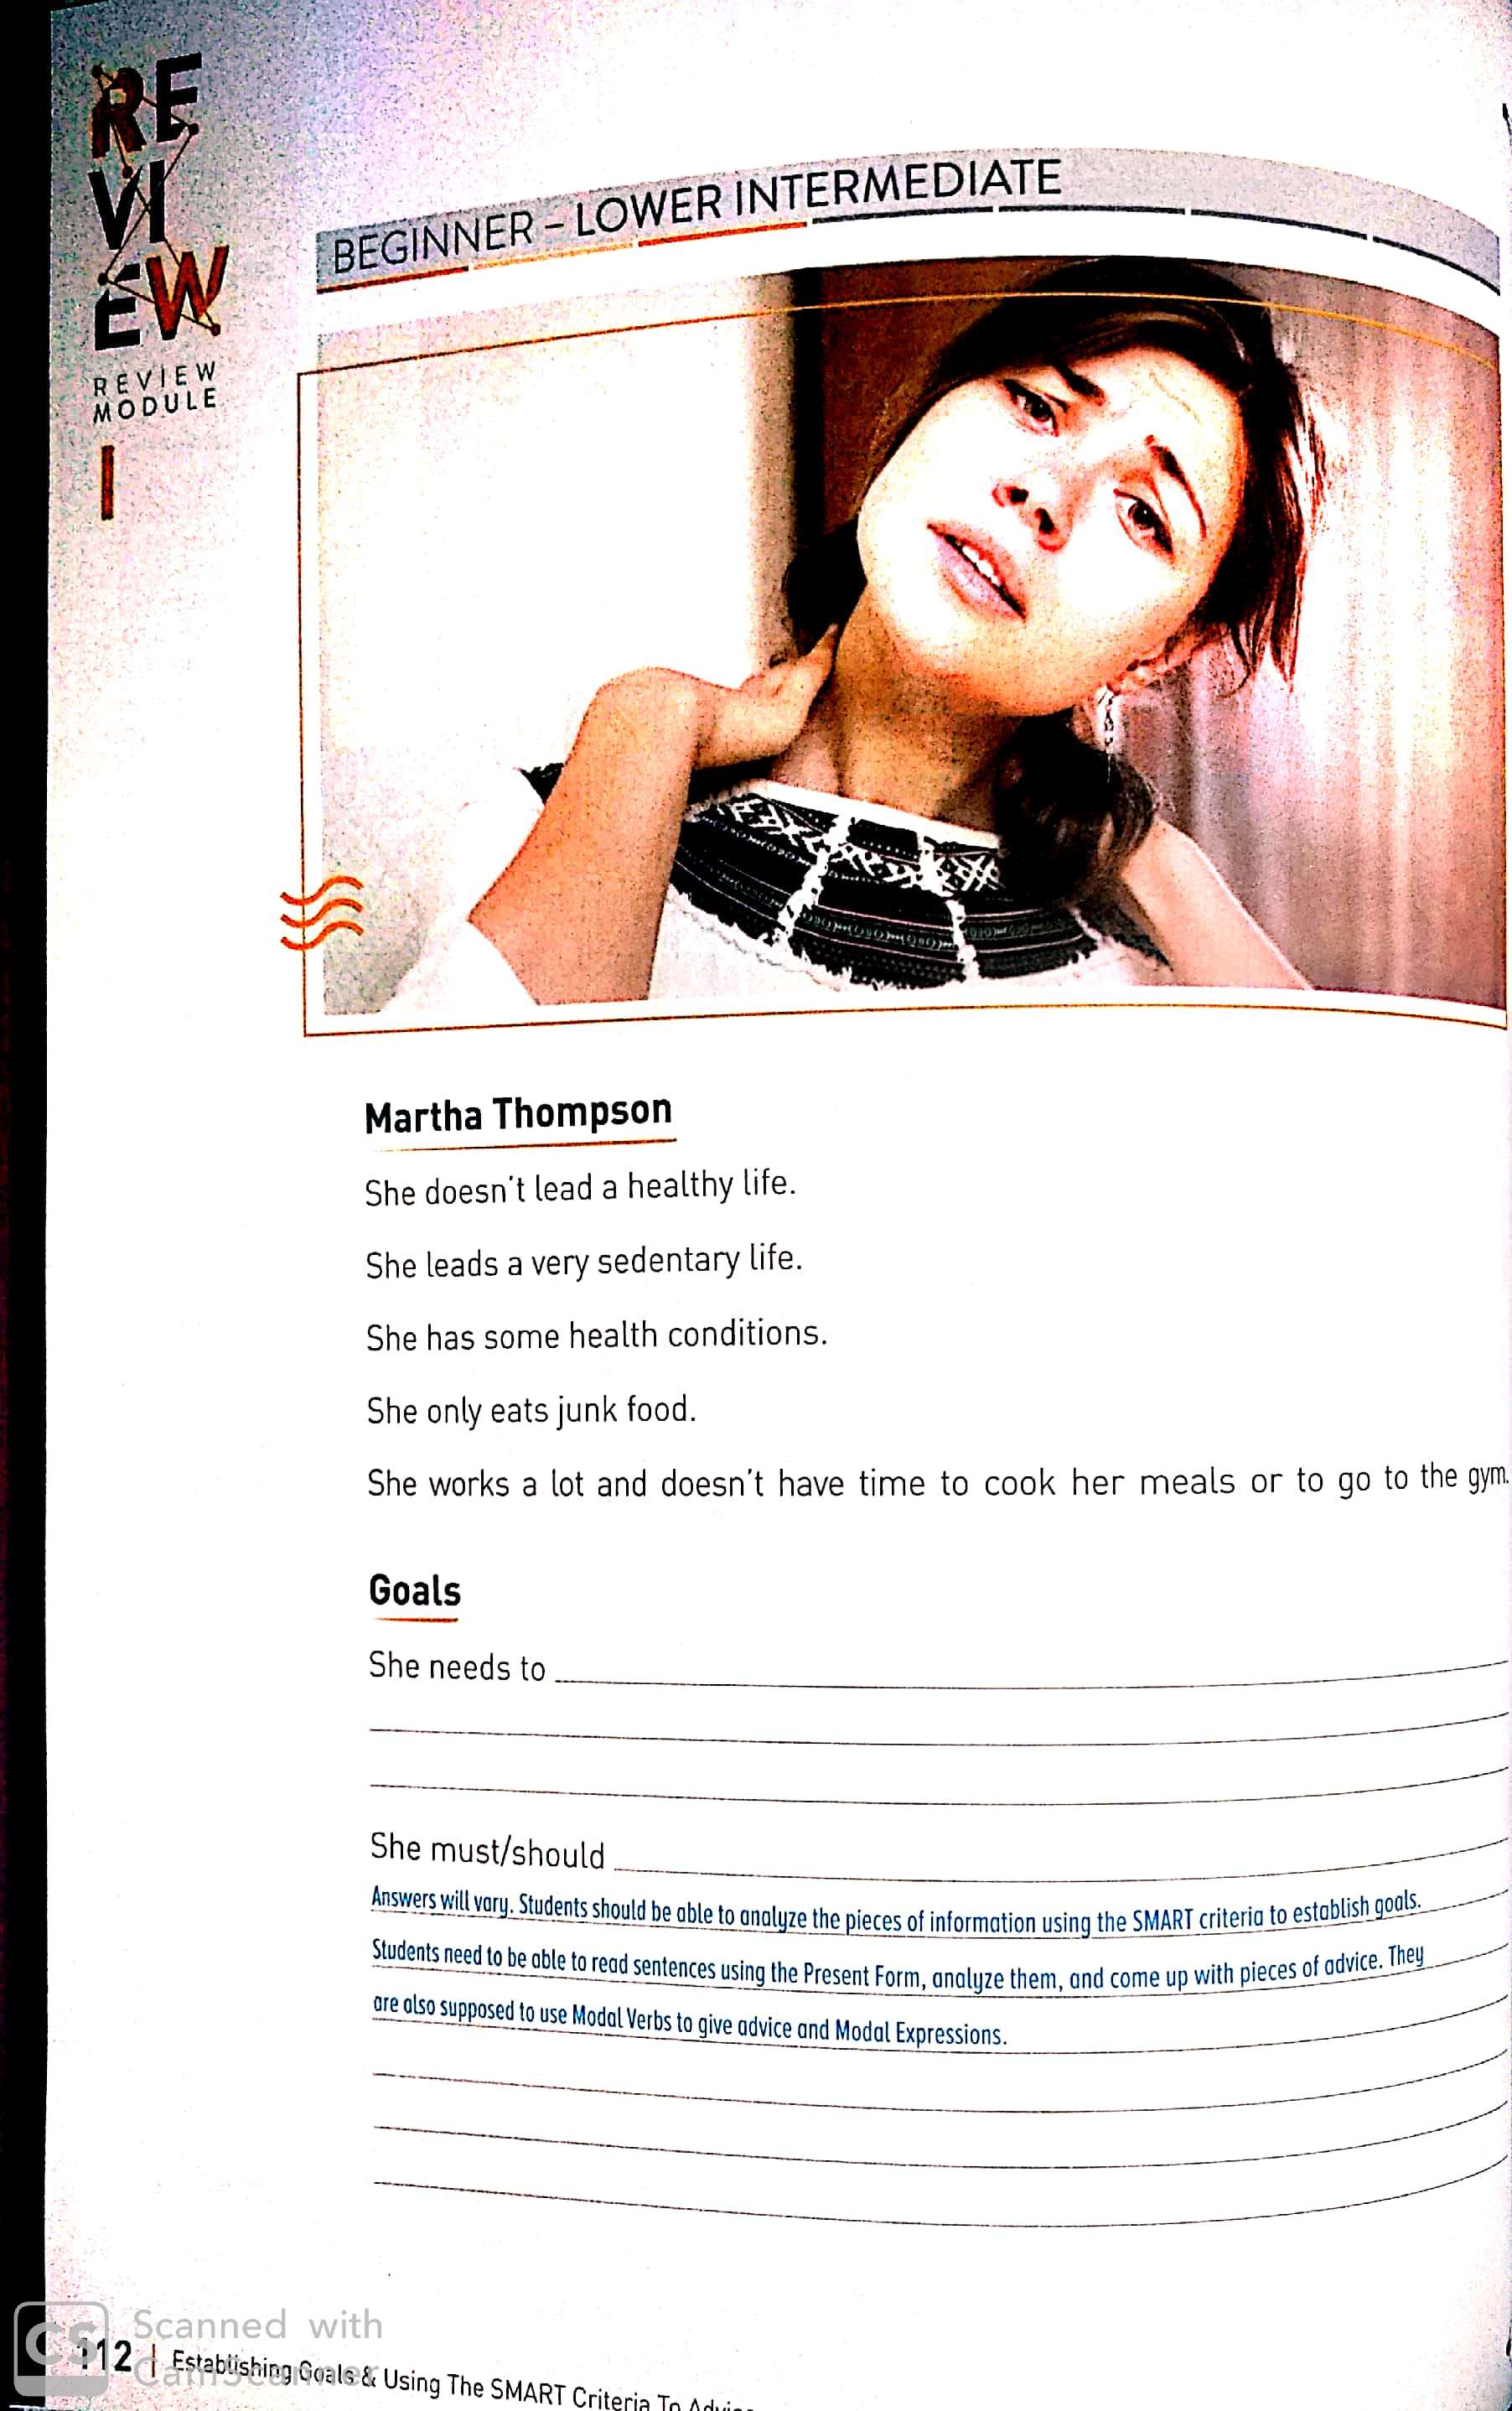 RE
VI
EW
REVIEW
MODULE
I
BEGINNER – LOWER INTERMEDIATE
Martha Thompson
She doesn't lead a healthy life.
She leads a very sedentary life.
She has some health conditions.
She only eats junk food.
She works a lot and doesn't have time to cook her meals or to go to the gym.
Goals
She needs to
She must/should
Answers will vary. Students should be able to analyze the pieces of information using the SMART criteria to establish goals.
Students need to be able to read sentences using the Present Form, analyze them, and come up with pieces of advice. They
are also supposed to use Modal Verbs to give advice and Modal Expressions.
112 | Establishing Goals & Using The SMART Criteria To
CS Scanned with
CamScanner